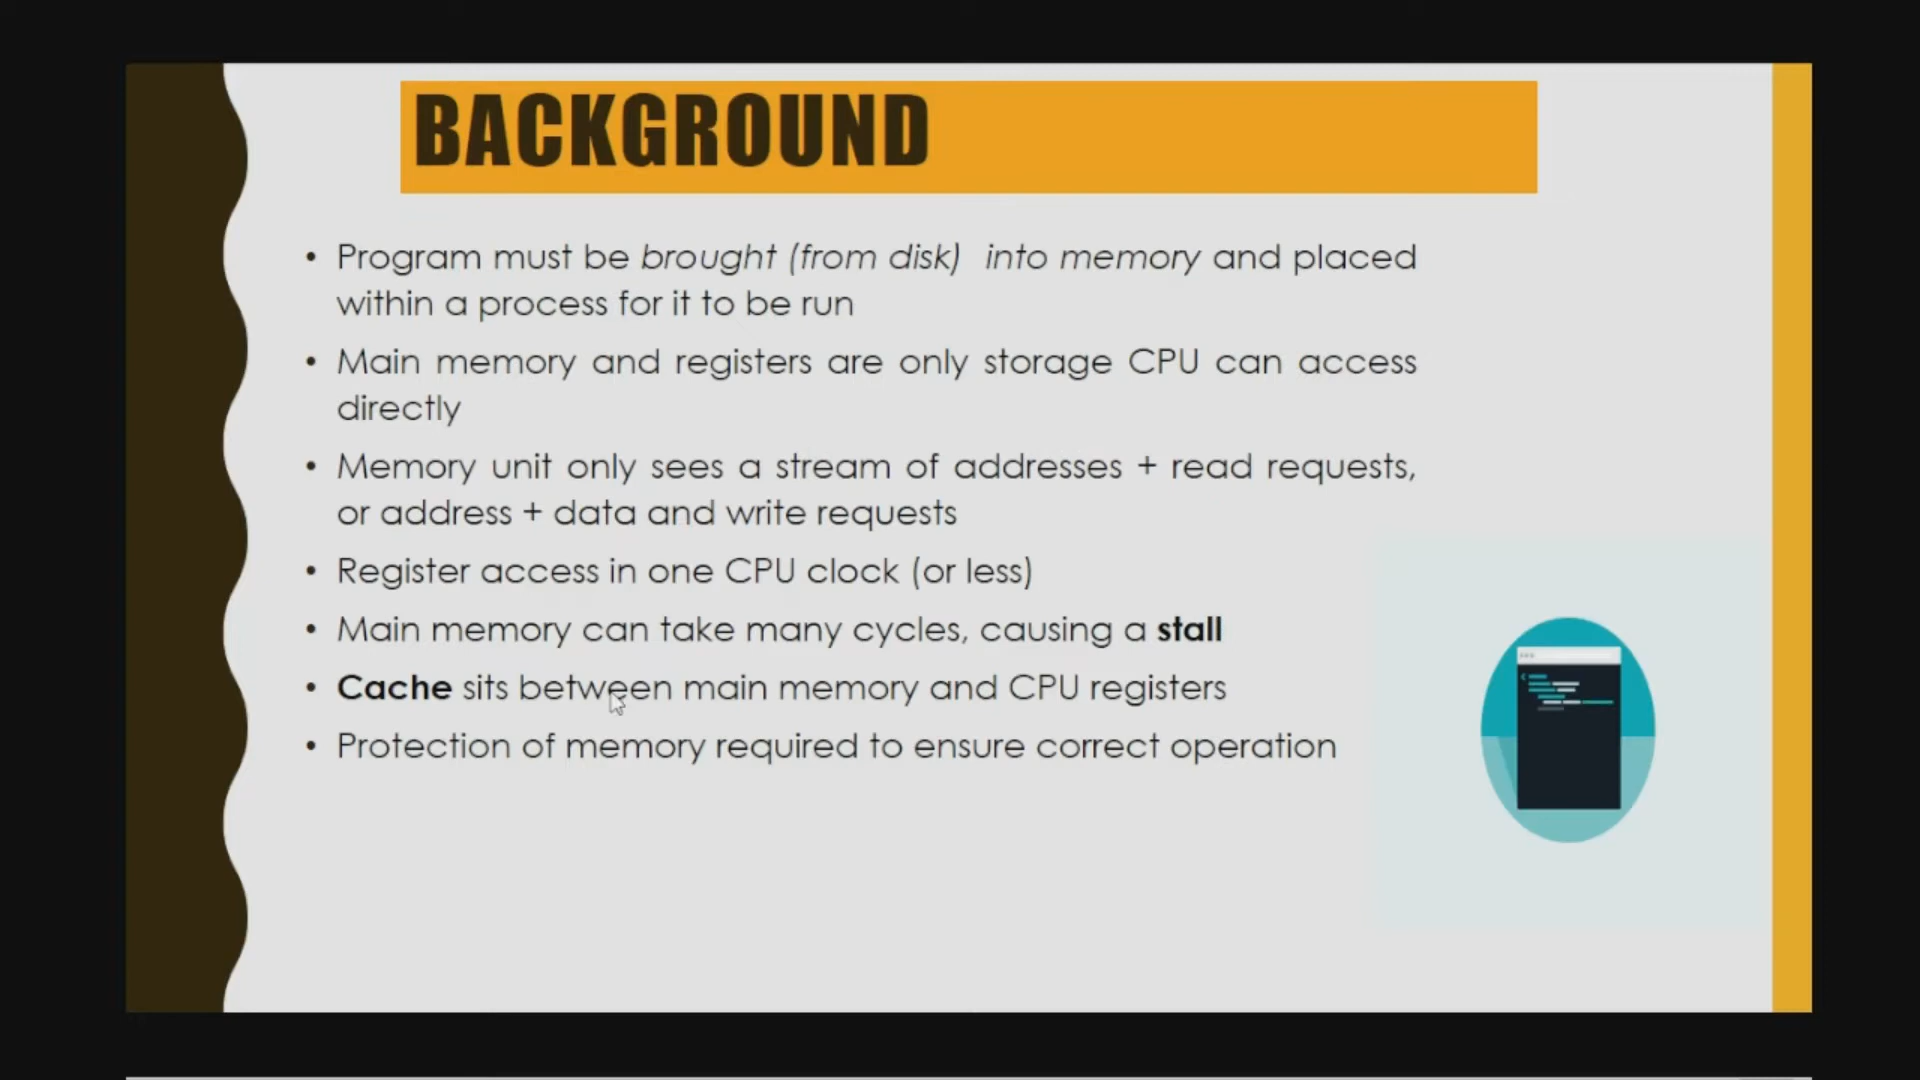 BACKGROUND
• Program must be brought (from disk) into memory and placed
within a process for it to be run
• Main memory and registers are only storage CPU can access
directly
• Memory unit only sees a stream of addresses + read requests,
or address + data and write requests
• Register access in one CPU clock (or less)
• Main memory can take many cycles, causing a stall
• Cache sits between main memory and CPU registers
• Protection of memory required to ensure correct operation